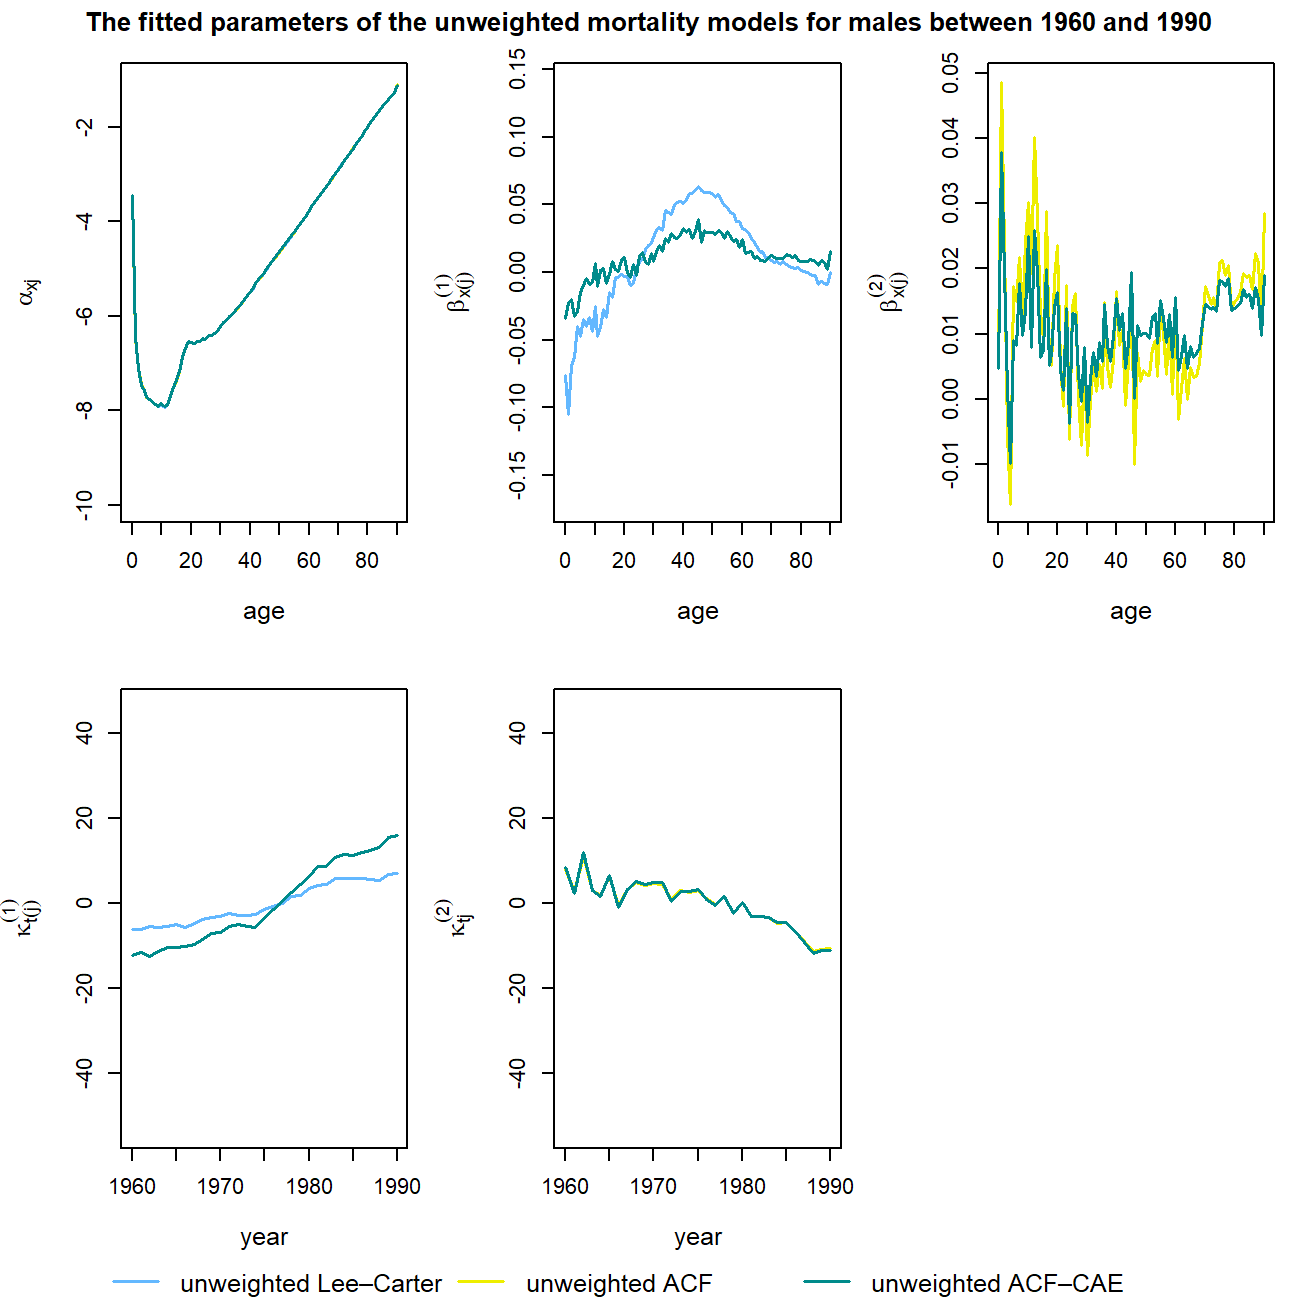 The fitted parameters of the unweighted mortality models for males between 1960 and 1990
-2
-4
-6
-8
-10
αxj
0 20 40 60 80
age
0.15
0.10
0.05
0.00
-0.05
-0.10
-0.15
β(1)x(j)
0 20 40 60 80
age
0.05
0.04
0.03
0.02
0.01
0.00
-0.01
β(2)x(j)
0 20 40 60 80
age
40
20
0
-20
-40
κ(1)t(j)
1960 1970 1980 1990
year
40
20
0
-20
-40
κ(2)tj
1960 1970 1980 1990
year
unweighted Lee–Carter unweighted ACF unweighted ACF–CAE